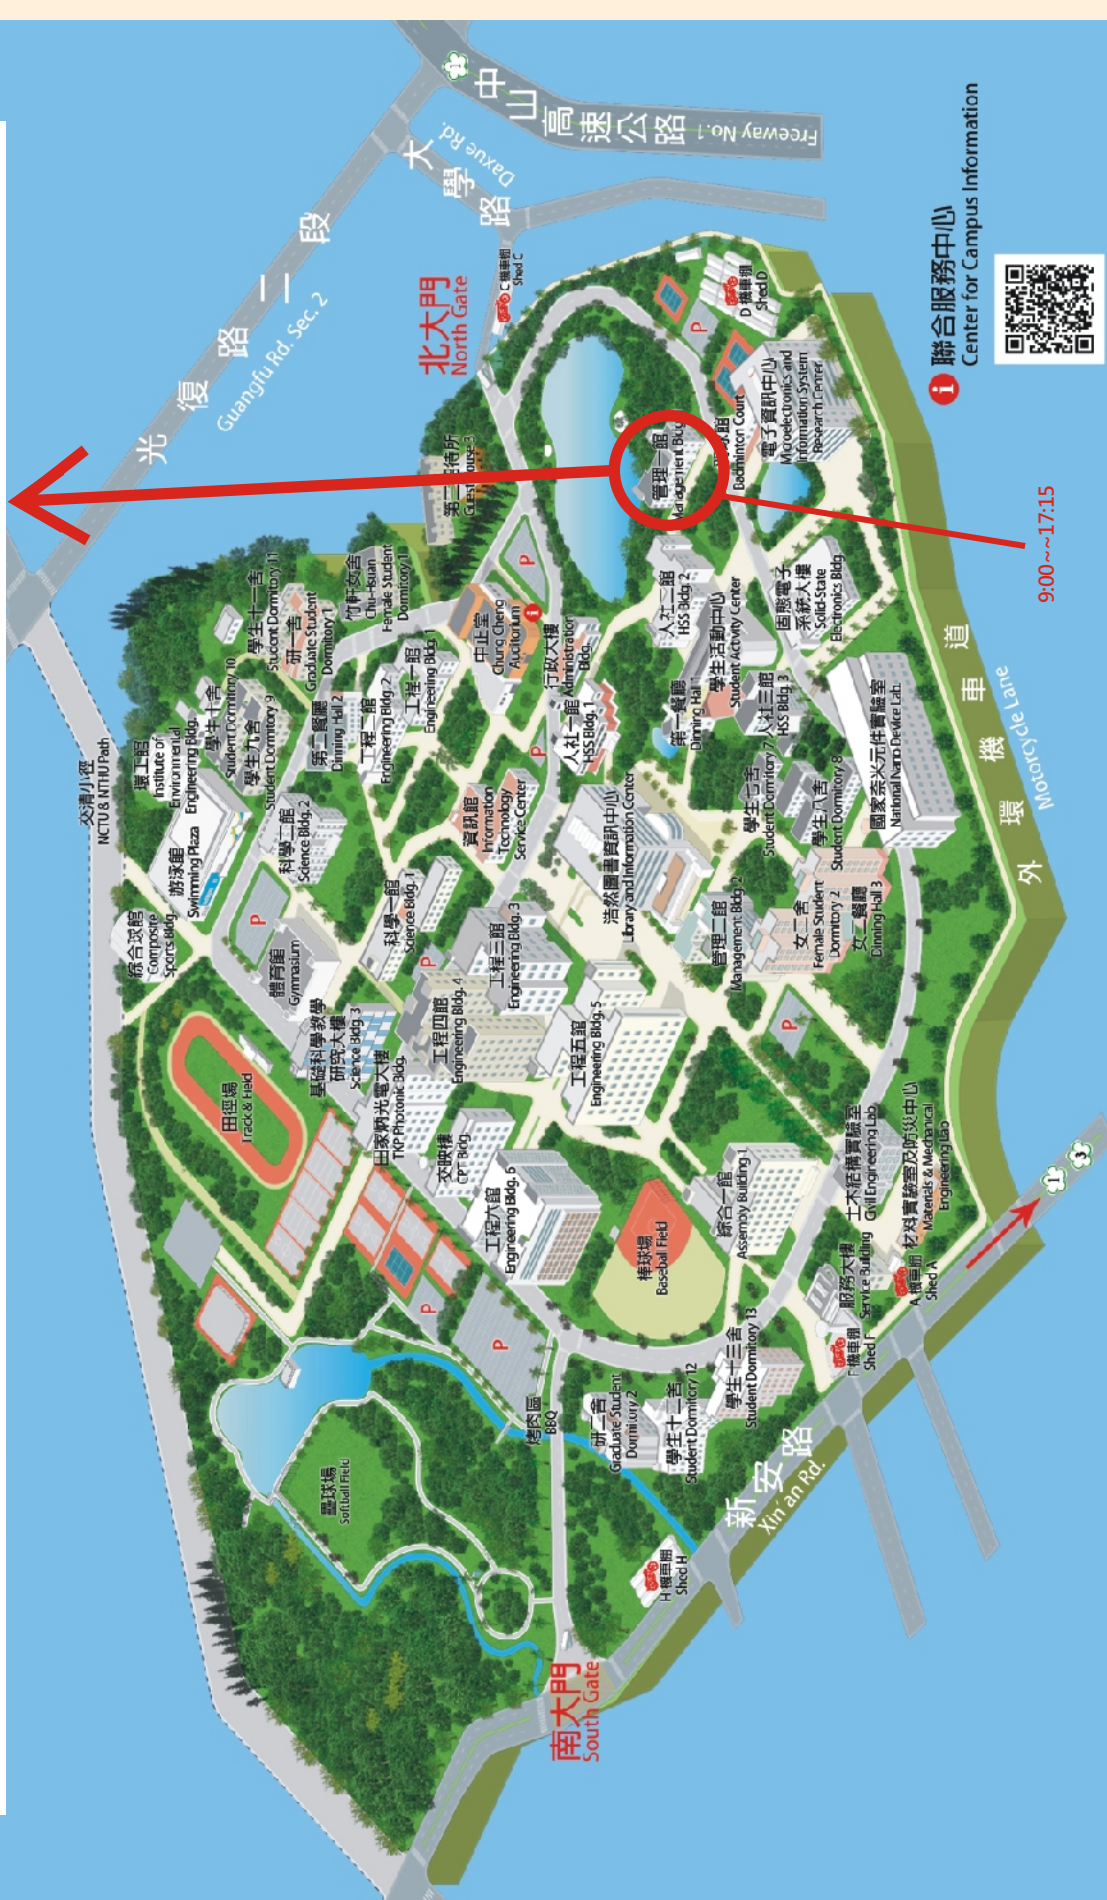 中山高速公路
Freeway No.1
大學路
Daxue Rd.
光復路二段
Guangfu Rd. Sec. 2
北大門
North Gate
C 機車棚
Shed C
D 機車棚
Shed D
聯合服務中心
Center for Campus Information
電子資訊中心
Microelectronics and
Information System
Research Center
球館
Badminton Court
管理一館
Management Bldg.
9:00~~17:15
第二招待所
人社二館
HSS Bldg. 2
固態電子
系統大樓
Solid-State
Electronics Bldg.
學生活動中心
Student Activity Center
第一餐廳
Dinning Hall 1
人社三館
HSS Bldg. 3
中正堂
Chung Cheng
Auditorium
行政大樓
Administration
Bldg.
人社一館
HSS Bldg. 1
竹軒女舍
Chu-Hsuan
Female Student
Dormitory 1
學生十一舍
Student Dormitory 11
研一舍
Graduate Student
Dormitory 1
學生十舍
Student Dormitory 10
學生九舍
Student Dormitory 9
第二餐廳
Dinning Hall 2
工程二館
Engineering Bldg. 2
工程一館
Engineering Bldg. 1
環工館
Institute of
Environmental
Engineering Bldg.
交清小徑
NCTU & NTHU Path
游泳館
Swimming Plaza
科學二館
Science Bldg. 2
資訊館
Information
Technology
Service Center
浩然圖書資訊中心
Library and Information Center
學生七舍
Student Dormitory 7
學生八舍
Student Dormitory 8
國家奈米元件實驗室
National Nano Device Lab.
環外機車道
Motorcycle Lane
綜合球館
Composite
Sports Bldg.
體育館
Gymnasium
科學一館
Science Bldg. 1
工程三館
Engineering Bldg. 3
管理二館
Management Bldg. 2
女二舍
Female Student
Dormitory 2
女二餐廳
Dinning Hall 3
基礎科學教學
研究大樓
Science Bldg. 3
工程四館
Engineering Bldg. 4
工程五館
Engineering Bldg. 5
田徑場
Track & Field
田家炳光電大樓
TKP Photonic Bldg.
交映樓
CPT Bldg.
工程六館
Engineering Bldg. 6
棒球場
Baseball Field
綜合一館
Assembly Building 1
土木結構實驗室
Civil Engineering Lab
材料實驗室及防災中心
Materials & Mechanical
Engineering Lab
服務大樓
Service Building
A 機車棚
Shed A
F 機車棚
Shed F
學生十三舍
Student Dormitory 13
學生十二舍
Student Dormitory 12
研二舍
Graduate Student
Dormitory 2
烤肉區
BBQ
壘球場
Softball Field
H 機車棚
Shed H
新安路
Xin'an Rd.
南大門
South Gate
P
P
P
P
P
P
P
P
P
1
1
3
i
i